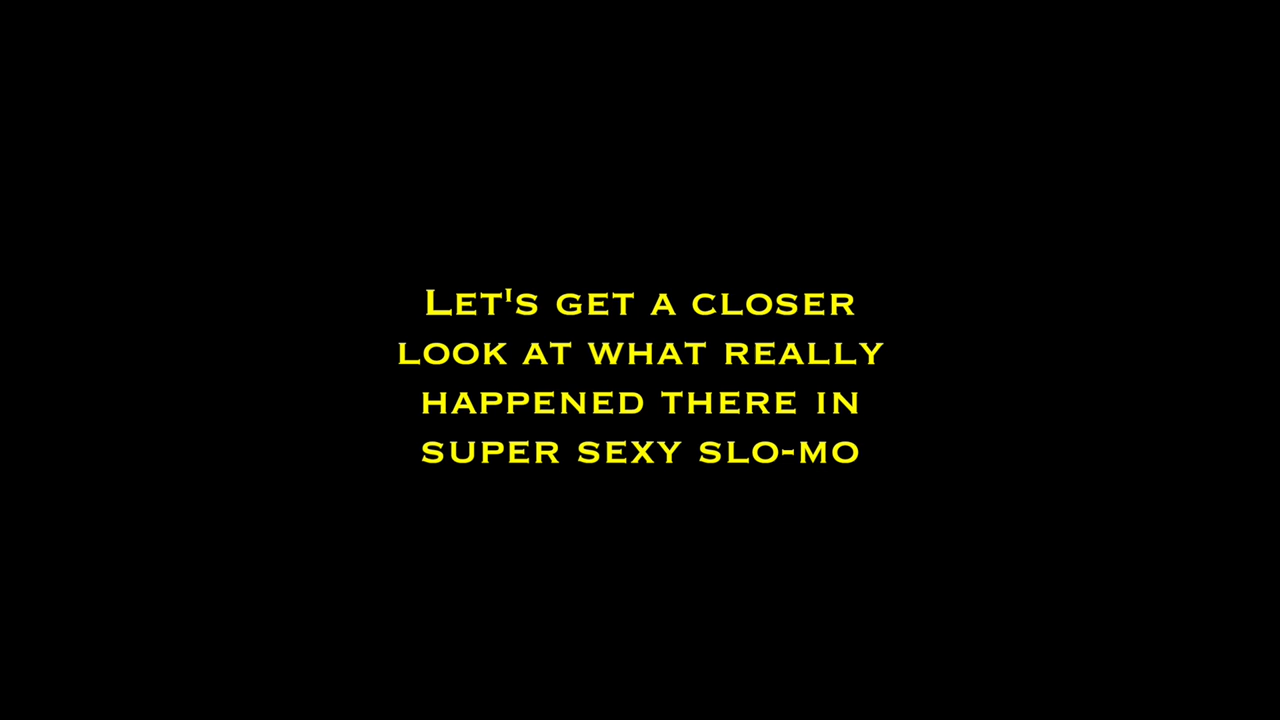 Let's get a closer
look at what really
happened there in
super sexy slo-mo